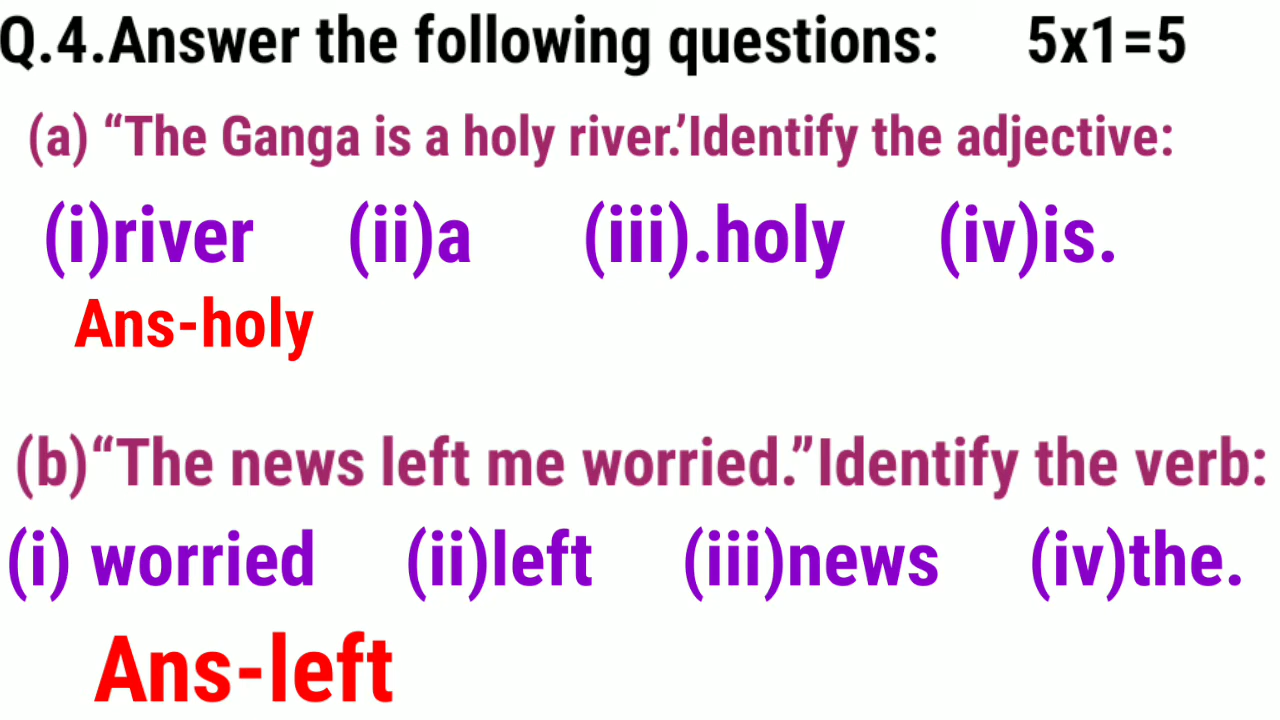 Q.4.Answer the following questions: 5x1=5
(a) “The Ganga is a holy river.’Identify the adjective:
(i)river (ii)a (iii).holy (iv)is.
Ans-holy
(b)“The news left me worried.”Identify the verb:
(i) worried (ii)left (iii)news (iv)the.
Ans-left